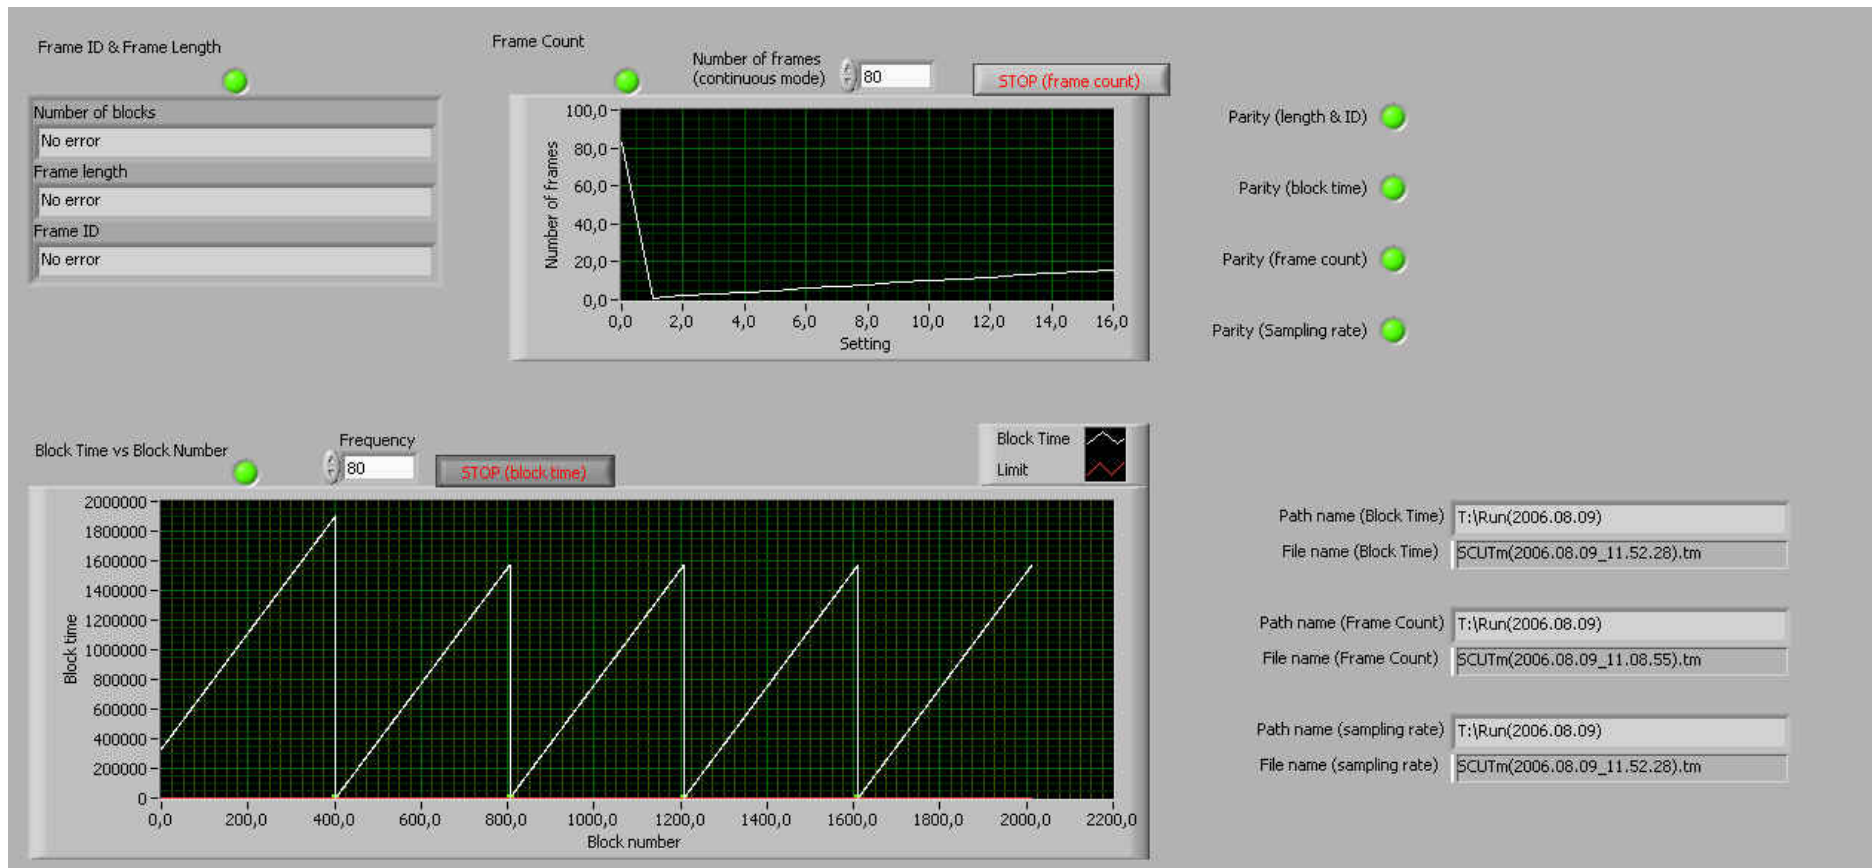 Frame ID & Frame Length
Number of blocks
No error
Frame length
No error
Frame ID
No error
Frame Count
Number of frames
(continuous mode)
80
STOP (frame count)
100,0
80,0
60,0
40,0
20,0
0,0
Number of frames
0,0 2,0 4,0 6,0 8,0 10,0 12,0 14,0 16,0
Setting
Parity (length & ID)
Parity (block time)
Parity (frame count)
Parity (Sampling rate)
Block Time vs Block Number
Frequency
80
STOP (block time)
Block Time
Limit
2000000
1800000
1600000
1400000
1200000
1000000
800000
600000
400000
200000
0
Block time
0,0 200,0 400,0 600,0 800,0 1000,0 1200,0 1400,0 1600,0 1800,0 2000,0 2200,0
Block number
Path name (Block Time) T:\Run(2006.08.09)
File name (Block Time) SCUTm(2006.08.09_11.52.28).tm
Path name (Frame Count) T:\Run(2006.08.09)
File name (Frame Count) SCUTm(2006.08.09_11.08.55).tm
Path name (sampling rate) T:\Run(2006.08.09)
File name (sampling rate) SCUTm(2006.08.09_11.52.28).tm